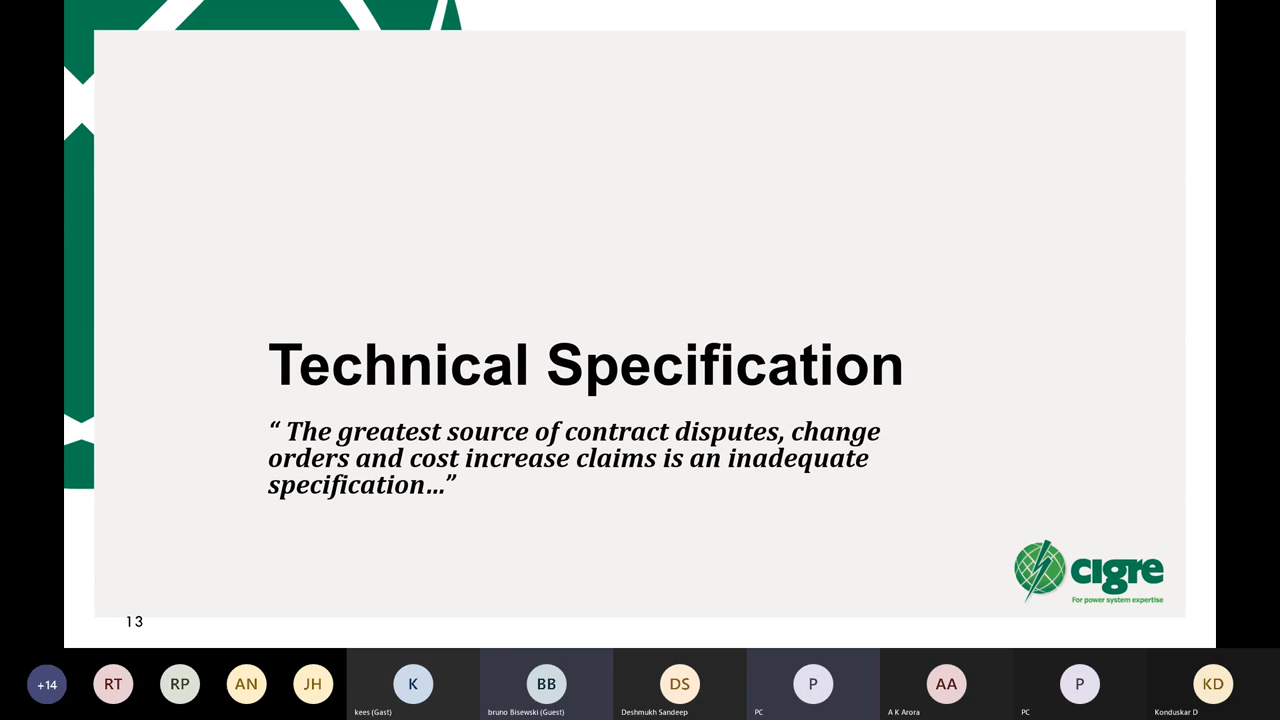 Technical Specification
“ The greatest source of contract disputes, change
orders and cost increase claims is an inadequate
specification…”
cigre
For power system expertise
13
+14
RT
RP
AN
JH
K
BB
DS
P
AA
P
KD
kees (Gast)
bruno Bisewski (Guest)
Deshmukh Sandeep
PC
A K Arora
PC
Konduskar D